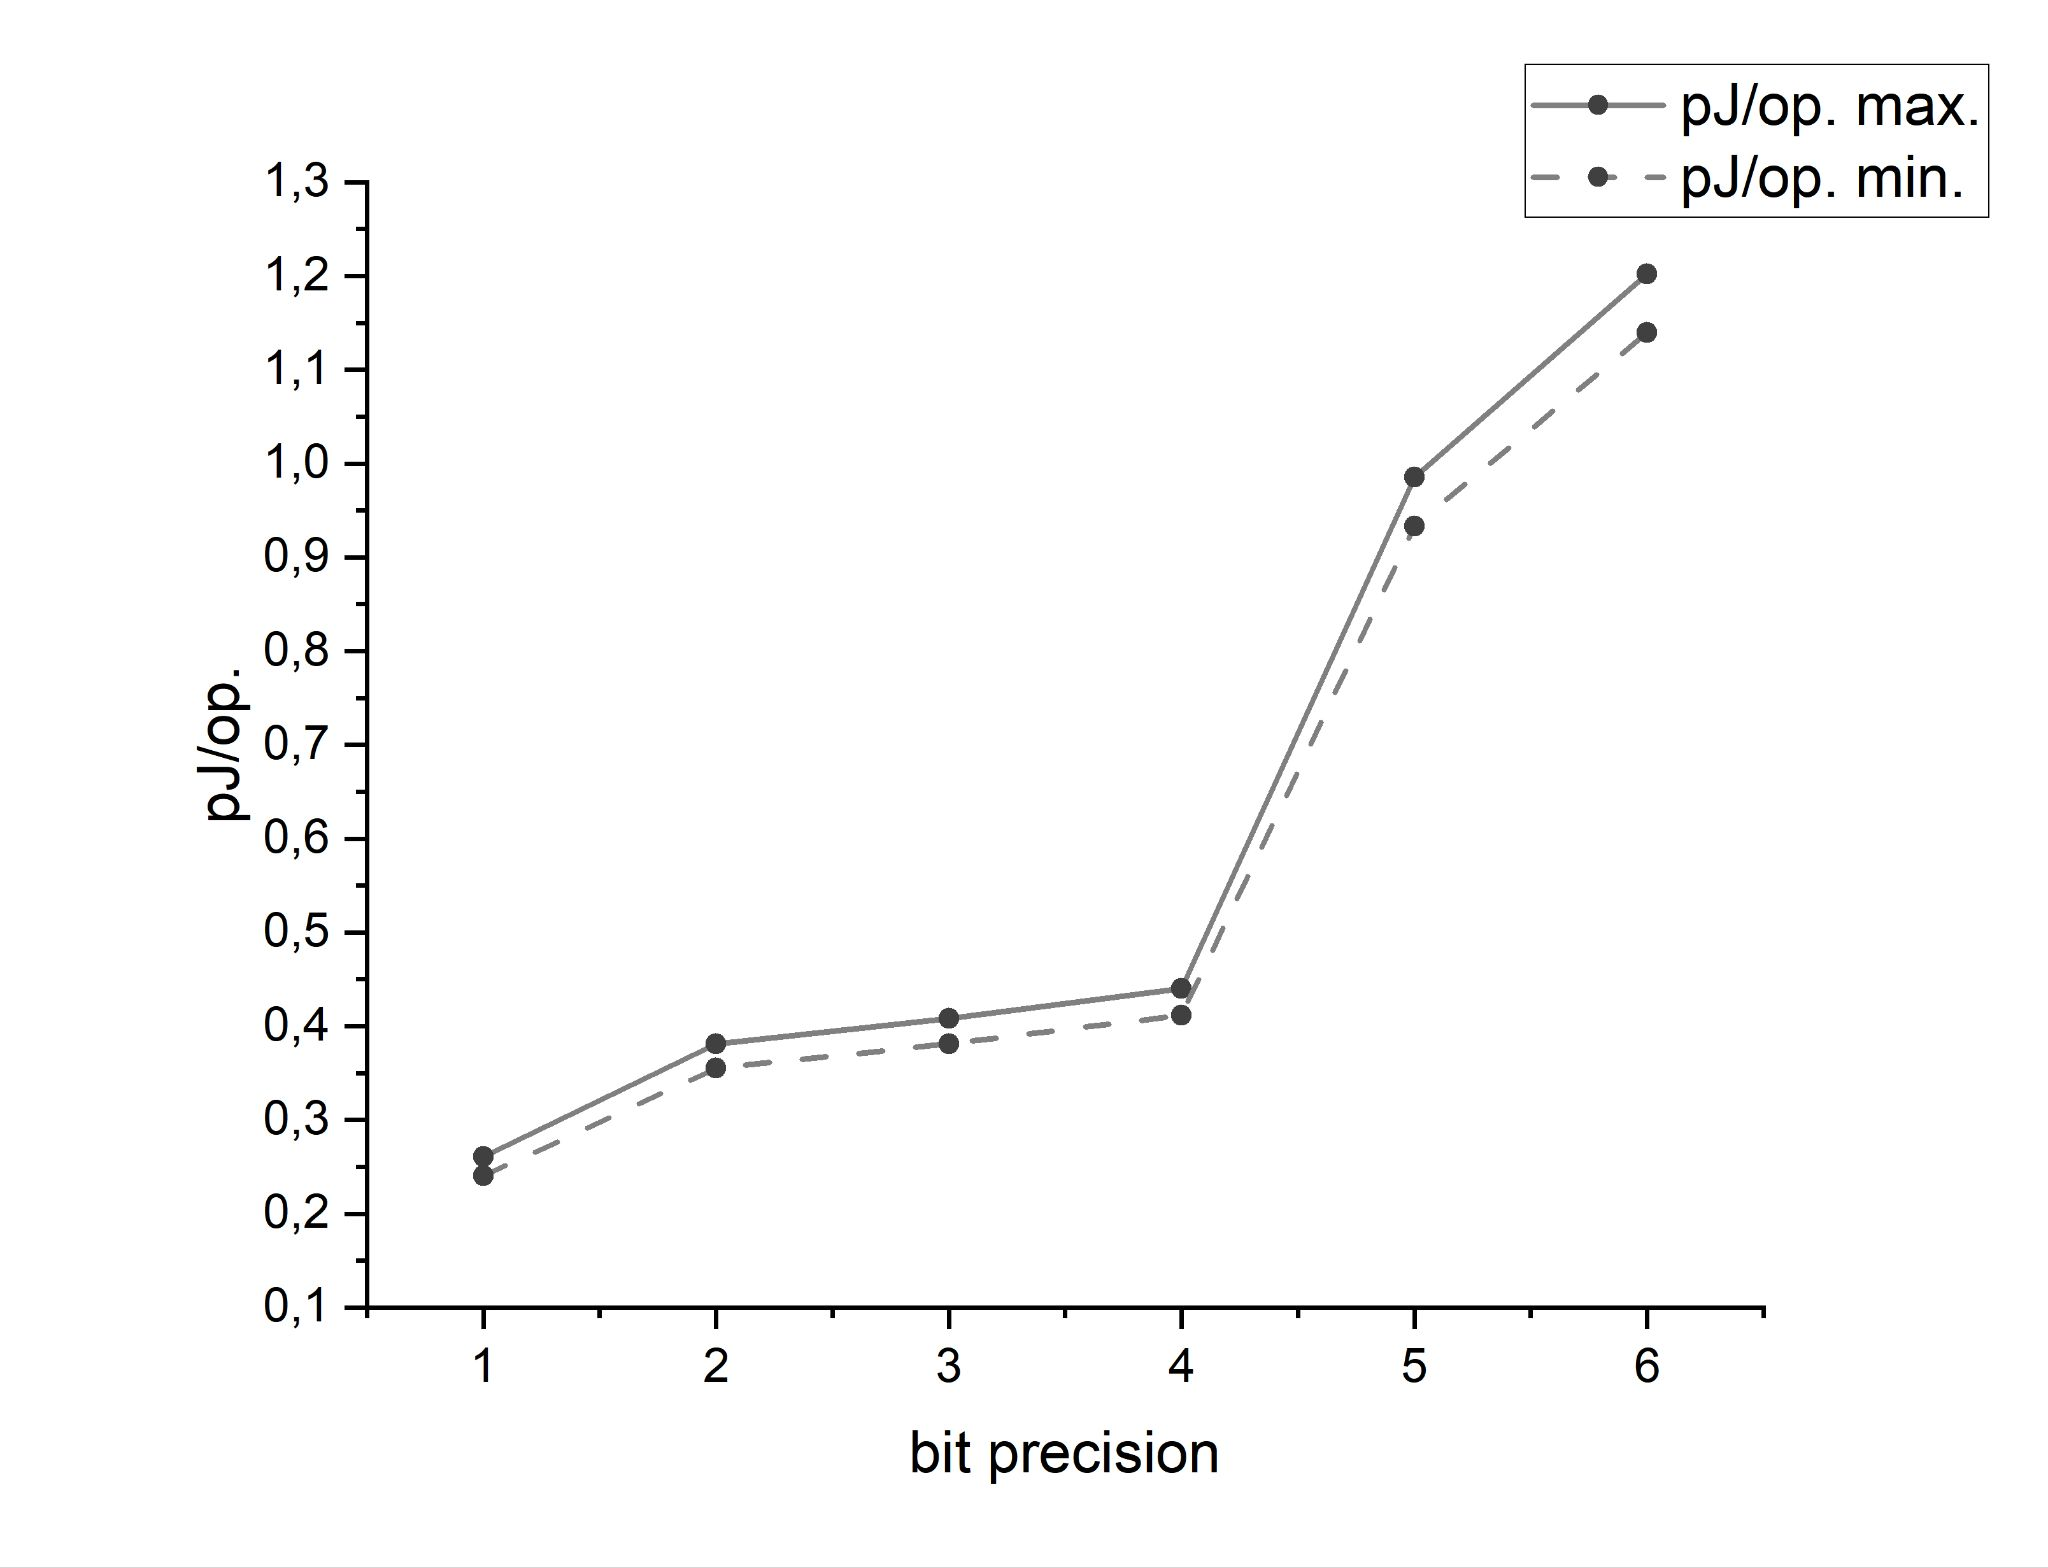 pJ/op. max.
pJ/op. min.
1,3
1,2
1,1
1,0
0,9
0,8
0,7
0,6
0,5
0,4
0,3
0,2
0,1
pJ/op.
1 2 3 4 5 6
bit precision